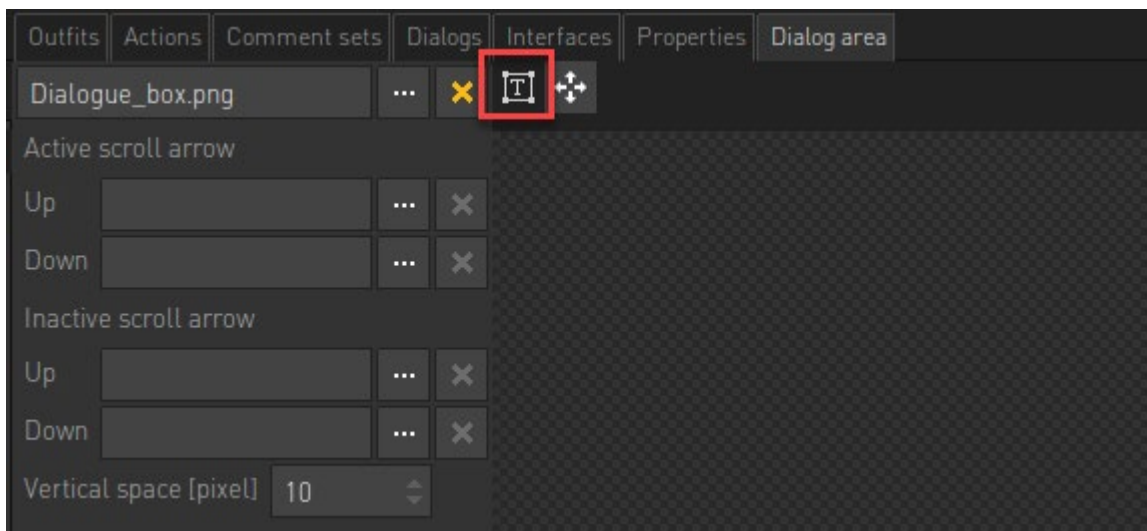 Outfits Actions Comment sets Dialogs Interfaces Properties Dialog area
Dialogue_box.png ... T
Active scroll arrow
Up ...
Down ...
Inactive scroll arrow
Up ...
Down ...
Vertical space [pixel] 10